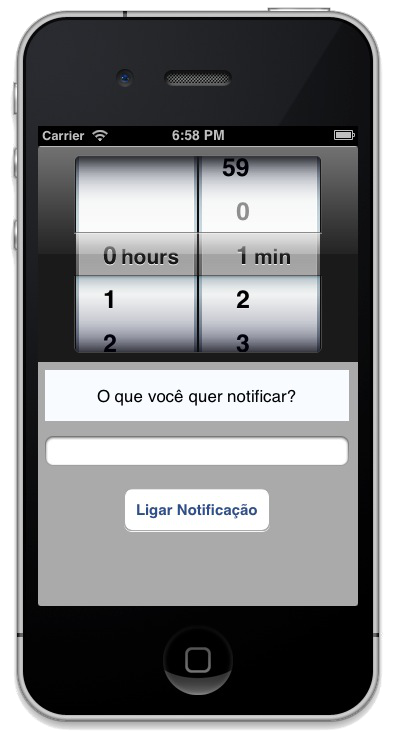 Carrier 6:58 PM
59
0
0 hours 1 min
1 2
2 3
O que você quer notificar?
Ligar Notificação